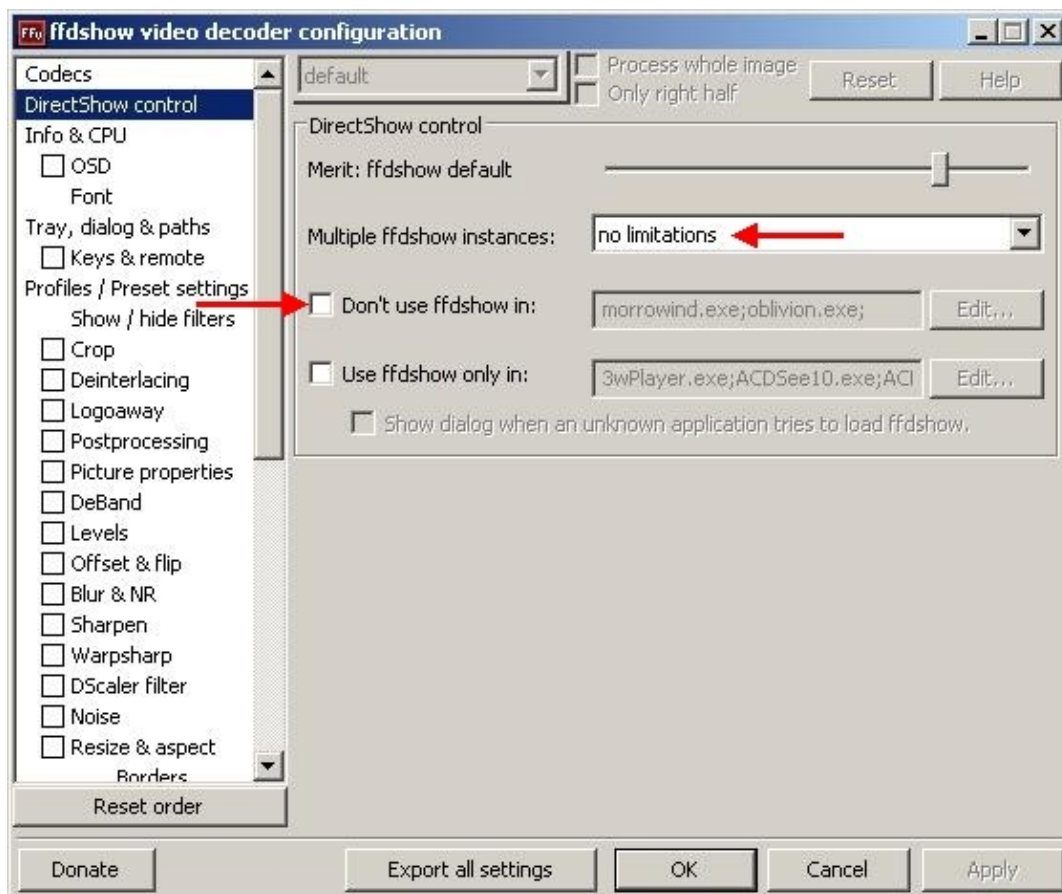 ffdshow video decoder configuration
Codecs
DirectShow control
Info & CPU
OSD
Font
Tray, dialog & paths
Keys & remote
Profiles / Preset settings
Show / hide filters
Crop
Deinterlacing
Logoaway
Postprocessing
Picture properties
DeBand
Levels
Offset & flip
Blur & NR
Sharpen
Warpsharp
DScaler filter
Noise
Resize & aspect
Borders
Reset order
default
Process whole image
Only right half
Reset
Help
DirectShow control
Merit: ffdshow default
Multiple ffdshow instances: no limitations
Don't use ffdshow in: morrowind.exe;oblivion.exe; Edit...
Use ffdshow only in: 3wPlayer.exe;ACDSee10.exe; Edit...
Show dialog when an unknown application tries to load ffdshow.
Donate
Export all settings
OK
Cancel
Apply